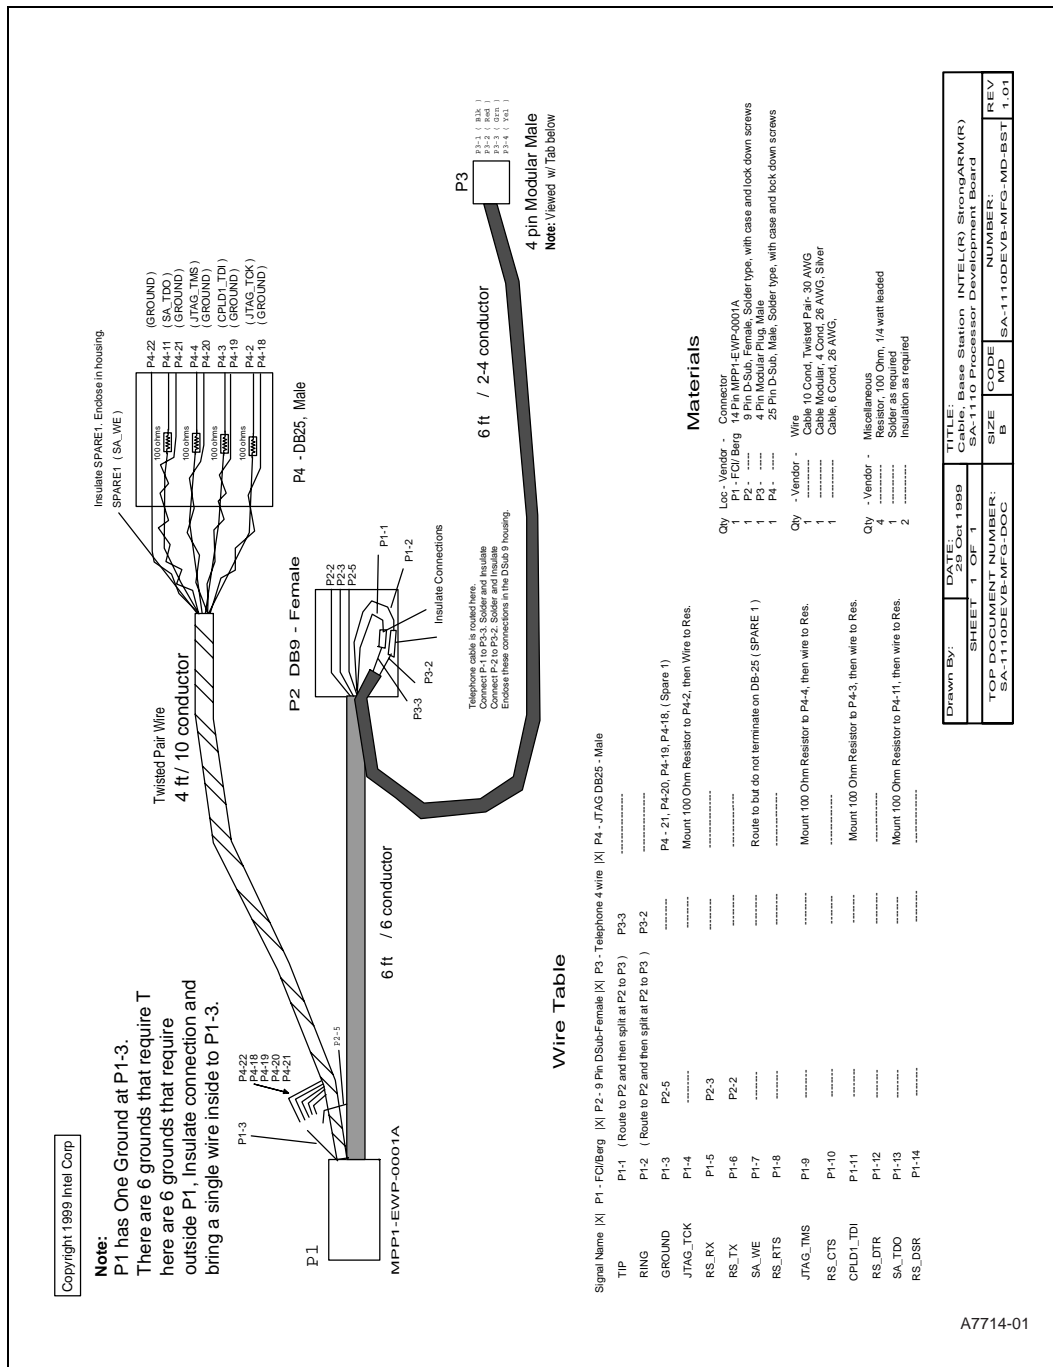 Copyright 1999 Intel Corp
Note:
P1 has One Ground at P1-3.
There are 6 grounds that require T
here are 6 grounds that require
outside P1, Insulate connection and
bring a single wire inside to P1-3.
P1
MPP1-EWP-0001A
P1-3
P4-22
P4-18
P4-19
P4-20
P4-21
P2-5
Twisted Pair Wire
4 ft / 10 conductor
6 ft / 6 conductor
Insulate SPARE1. Enclose in housing.
SPARE1 ( SA_WE )
100 ohms
100 ohms
100 ohms
100 ohms
P4-22 (GROUND )
P4-11 (SA_TDO )
P4-21 ( GROUND )
P4-4 ( JTAG_TMS )
P4-20 ( GROUND )
P4-3 ( CPLD1_TDI )
P4-19 ( GROUND )
P4-2 ( JTAG_TCK )
P4-18 ( GROUND )
P4 - DB25, Male
P2 DB9 - Female
P2-2
P2-3
P2-5
P1-1
P1-2
Insulate Connections
P3-2
P3-3
Telephone cable is routed here.
Connect P-1 to P3-3. Solder and Insulate
Connect P-2 to P3-2. Solder and Insulate
Enclose these connections in the DSub 9 housing.
6 ft / 2-4 conductor
P3
P3-1 ( Blk )
P3-2 ( Red )
P3-3 ( Grn )
P3-4 ( Yel )
4 pin Modular Male
Note: Viewed w/ Tab below
Wire Table
Signal Name |X| P1 - FCI/Berg |X| P2 - 9 Pin DSub-Female |X| P3 - Telephone 4 wire |X| P4 - JTAG DB25 - Male
TIP P1-1 ( Route to P2 and then split at P2 to P3 ) P3-3 --------------
RING P1-2 ( Route to P2 and then split at P2 to P3 ) P3-2 --------------
GROUND P1-3 P2-5 -------- P4 - 21, P4-20, P4-19, P4-18, ( Spare 1)
JTAG_TCK P1-4 -------- -------- Mount 100 Ohm Resistor to P4-2, then Wire to Res.
RS_RX P1-5 P2-3 -------- --------------
RS_TX P1-6 P2-2 -------- --------------
SA_WE P1-7 ------- -------- Route to but do not terminate on DB-25 ( SPARE 1 )
RS_RTS P1-8 -------- -------- --------------
JTAG_TMS P1-9 -------- -------- Mount 100 Ohm Resistor to P4-4, then wire to Res.
RS_CTS P1-10 -------- -------- --------------
CPLD1_TDI P1-11 -------- ------- Mount 100 Ohm Resistor to P4-3, then wire to Res.
RS_DTR P1-12 ------- -------- --------------
SA_TDO P1-13 ------- ------- Mount 100 Ohm Resistor to P4-11, then wire to Res.
RS_DSR P1-14 -------- -------- --------------
Materials
Qty Loc - Vendor - Connector
1 P1 - FCI/ Berg 14 Pin MPP1-EWP-0001A
1 P2 - ---- 9 Pin D-Sub, Female, Solder type, with case and lock down screws
1 P3 - ---- 4 Pin Modular Plug, Male
1 P4 - ---- 25 Pin D-Sub, Male, Solder type, with case and lock down screws
Qty - Vendor - Wire
1 ---------- Cable 10 Cond, Twisted Pair- 30 AWG
1 ---------- Cable Modular, 4 Cond, 26 AWG, Silver
1 ---------- Cable, 6 Cond, 26 AWG,
Qty - Vendor - Miscellaneous
4 ---------- Resistor, 100 Ohm, 1/4 watt leaded
1 ---------- Solder as required
2 ---------- Insulation as required
Drawn By:
DATE:
29 Oct 1999
SHEET 1 OF 1
TOP DOCUMENT NUMBER:
SA-1110DEVB-MFG-DOC
TITLE:
Cable, Base Station INTEL(R) StrongARM(R)
SA-1110 Processor Development Board
SIZE
B
CODE
MD
NUMBER:
SA-1110DEVB-MFG-MD-BST
REV
1.01
A7714-01